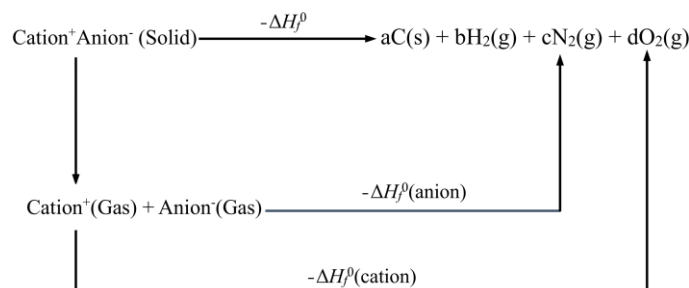 -ΔH_f^0
Cation⁺Anion⁻ (Solid) aC(s) + bH₂(g) + cN₂(g) + dO₂(g)
-ΔH_f^0(anion)
Cation⁺(Gas) + Anion⁻(Gas)
-ΔH_f^0(cation)